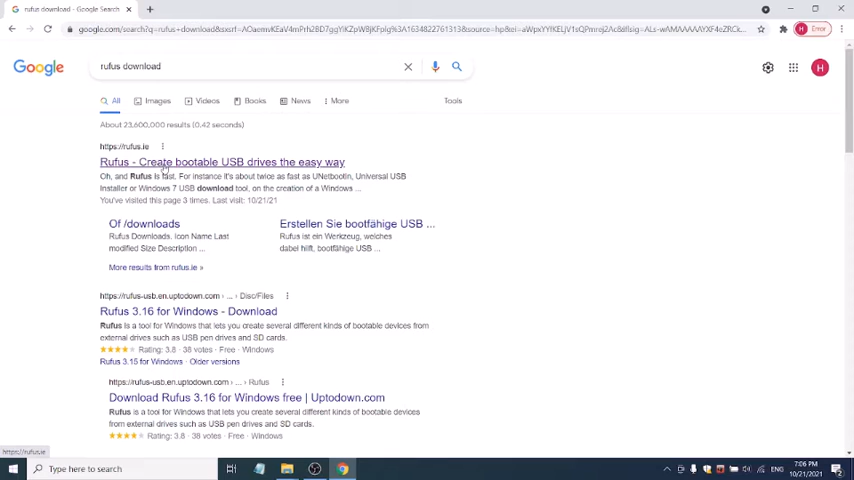 rufus download - Google Search
google.com/search?q=rufus+download&sxsrf=
Error
H
Google
rufus download
H
All
Images
Videos
Books
News
More
Tools
About 23,600,000 results (0.42 seconds)
https://rufus.ie
Rufus - Create bootable USB drives the easy way
Oh, and Rufus is fast. For instance it's about twice as fast as UNetbootin, Universal USB
Installer or Windows 7 USB download tool, on the creation of a Windows ...
You've visited this page 3 times. Last visit: 10/21/21
Of /downloads
Rufus Downloads. Icon Name Last
modified Size Description ...
Erstellen Sie bootfähige USB ...
Rufus ist ein Werkzeug, welches
dabei hilft, bootfähige USB ...
More results from rufus.ie »
https://rufus-usb.en.uptodown.com › ... › Disc/Files
Rufus 3.16 for Windows - Download
Rufus is a tool for Windows that lets you create several different kinds of bootable devices from
external drives such as USB pen drives and SD cards.
Rating: 3.8 · 38 votes · Free · Windows
Rufus 3.15 for Windows · Older versions
https://rufus-usb.en.uptodown.com › ... › Rufus
Download Rufus 3.16 for Windows free | Uptodown.com
Rufus is a tool for Windows that lets you create several different kinds of bootable devices from
external drives such as USB pen drives and SD cards.
Rating: 3.8 · 38 votes · Free · Windows
https://rufus.ie
Type here to search
7:06 PM
10/21/2021
2